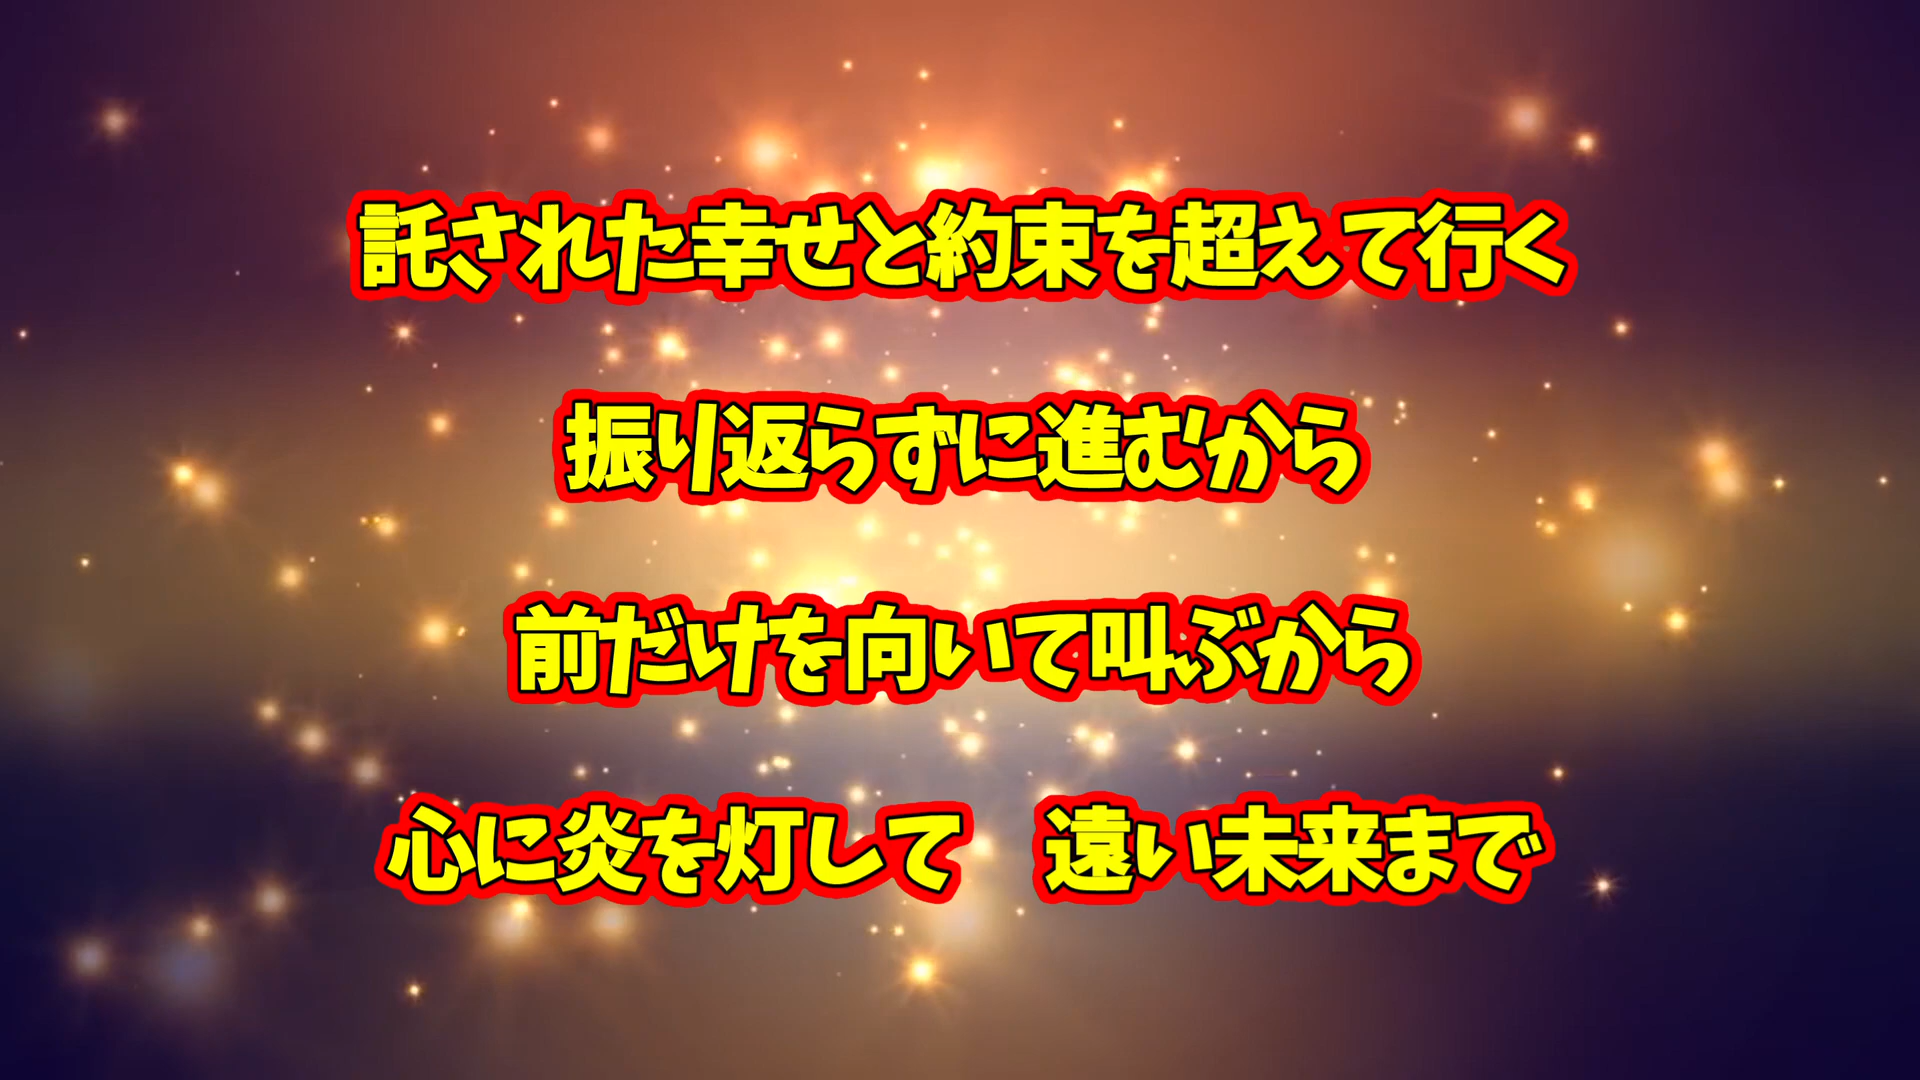 託された幸せと約束を超えて行く
振り返らずに進むから
前だけを向いて叫ぶから
心に炎を灯して　遠い未来まで